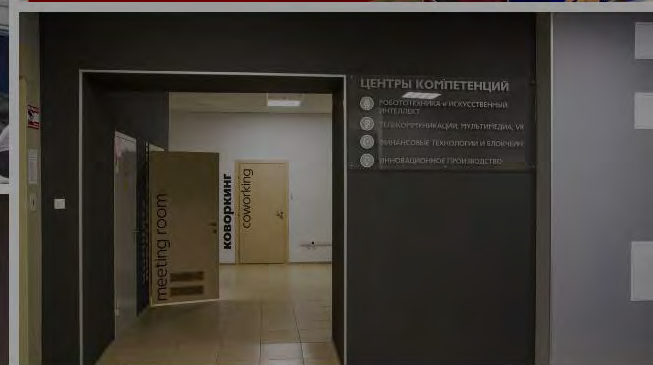 ЦЕНТРЫ КОМПЕТЕНЦИЙ
РОБОТОТЕХНИКА и ИСКУССТВЕННЫЙ
ИНТЕЛЛЕКТ
ТЕЛЕКОММУНИКАЦИИ, МУЛЬТИМЕДИА, VR
ФИНАНСОВЫЕ ТЕХНОЛОГИИ И БЛОКЧЕЙН
ИННОВАЦИОННОЕ ПРОИЗВОДСТВО
meeting room
коворкинг
coworking